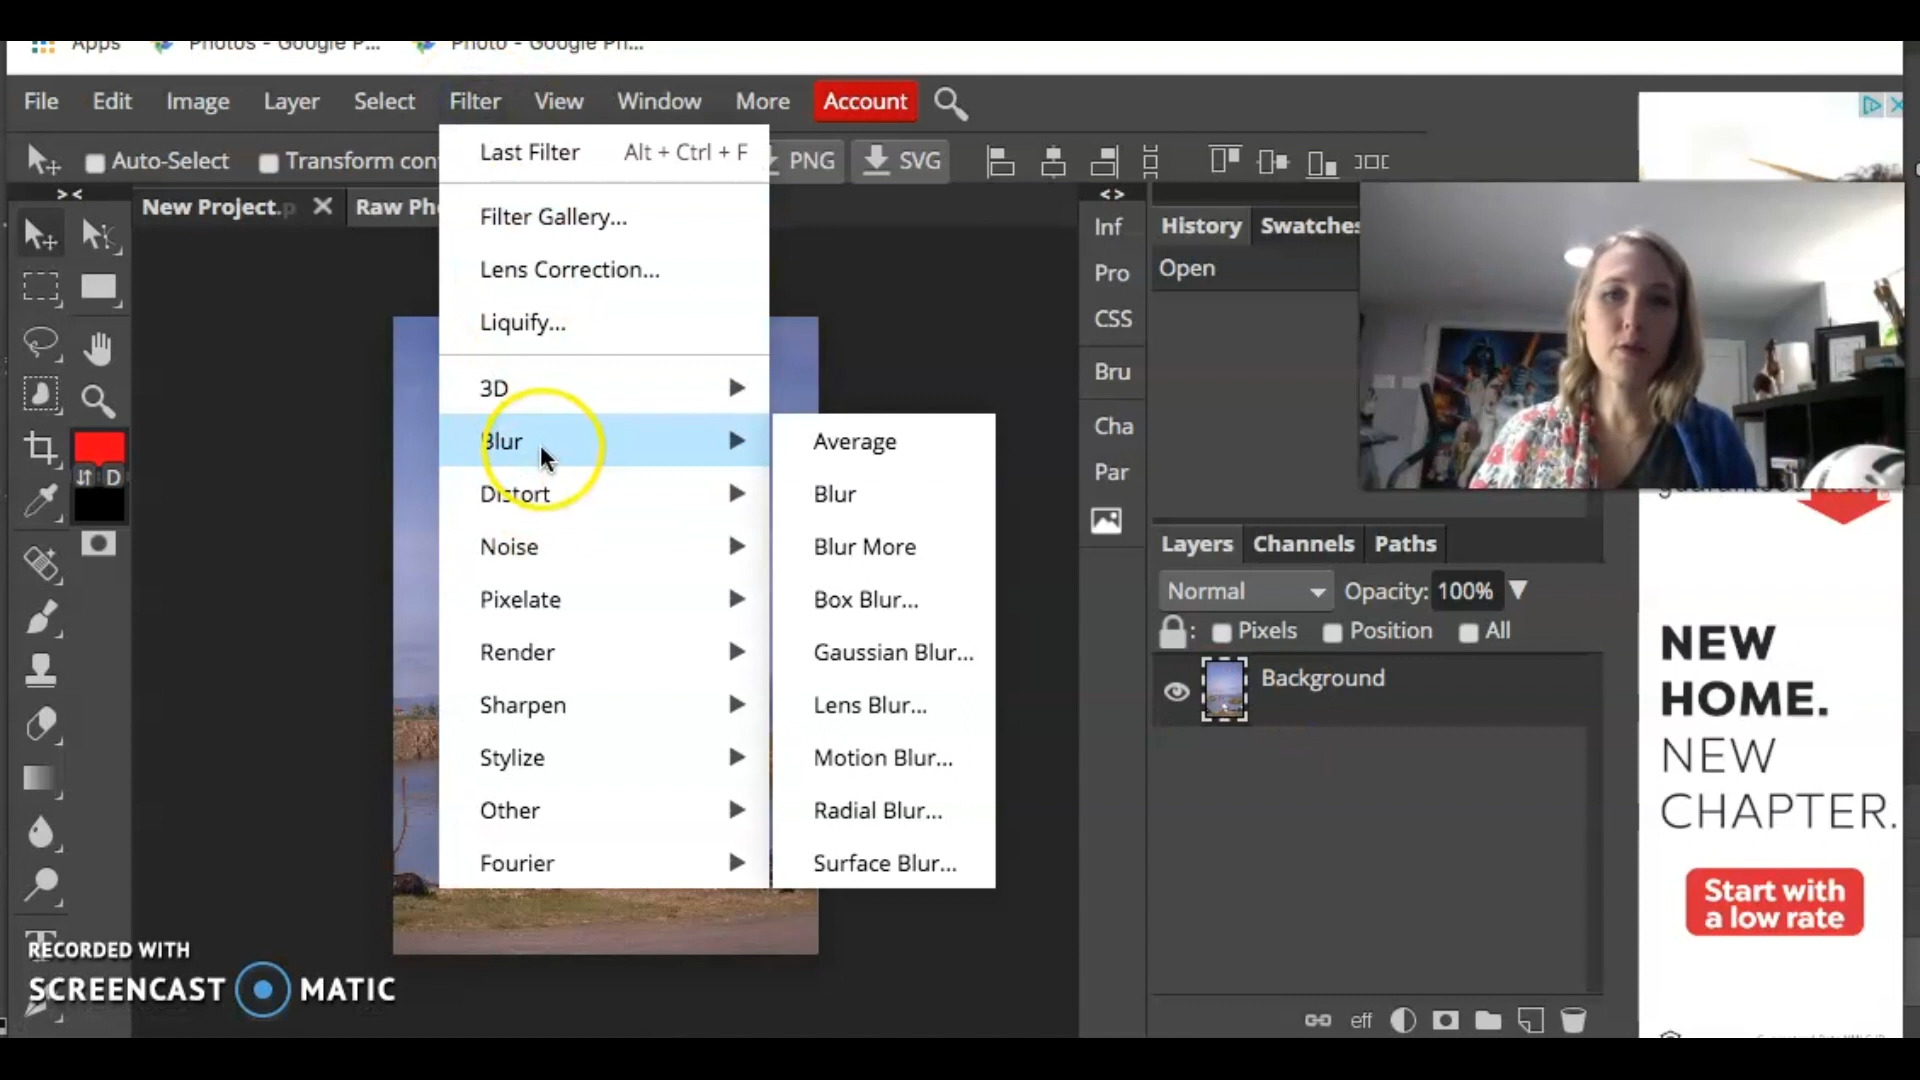 Apps Photos - Google P... Photo - Google Ph...
File Edit Image Layer Select Filter View Window More Account
Auto-Select Transform con PNG SVG
Last Filter Alt + Ctrl + F
New Project.p Raw Pho
Filter Gallery...
Lens Correction...
Liquify...
3D
Blur
Distort
Noise
Pixelate
Render
Sharpen
Stylize
Other
Fourier
Average
Blur
Blur More
Box Blur...
Gaussian Blur...
Lens Blur...
Motion Blur...
Radial Blur...
Surface Blur...
D
Inf
Pro
CSS
Bru
Cha
Par
History Swatches
Open
Layers Channels Paths
Normal Opacity: 100%
: Pixels Position All
Background
eff
NEW
HOME.
NEW
CHAPTER.
Start with
a low rate
RECORDED WITH
SCREENCAST MATIC